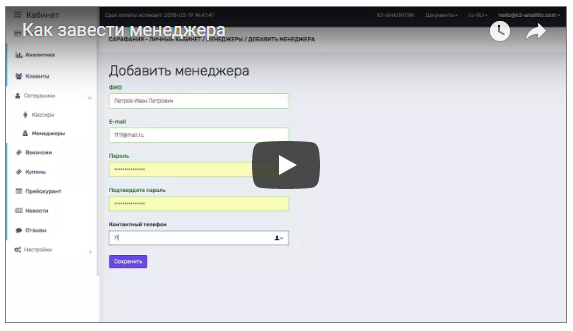 Кабинет
Срок оплаты истекает: 2018-03-19 14:47:41
K2-АНАЛИТИК
Документа
ru-RU
hello@k2-analitic.com
Как завести менеджера
САРАФАНИЯ - ЛИЧНЫЙ КАБИНЕТ / МЕНЕДЖЕРЫ / ДОБАВИТЬ МЕНЕДЖЕРА
Аналитика
Клиенты
Сотрудники
Кассиры
Менеджеры
Вакансии
Купоны
Прейскурант
Новости
Отзывы
Настройки
Добавить менеджера
ФИО
Петров Иван Петрович
E-mail
1111@mail.ru
Пароль
Подтвердите пароль
Контактный телефон
11
Сохранить